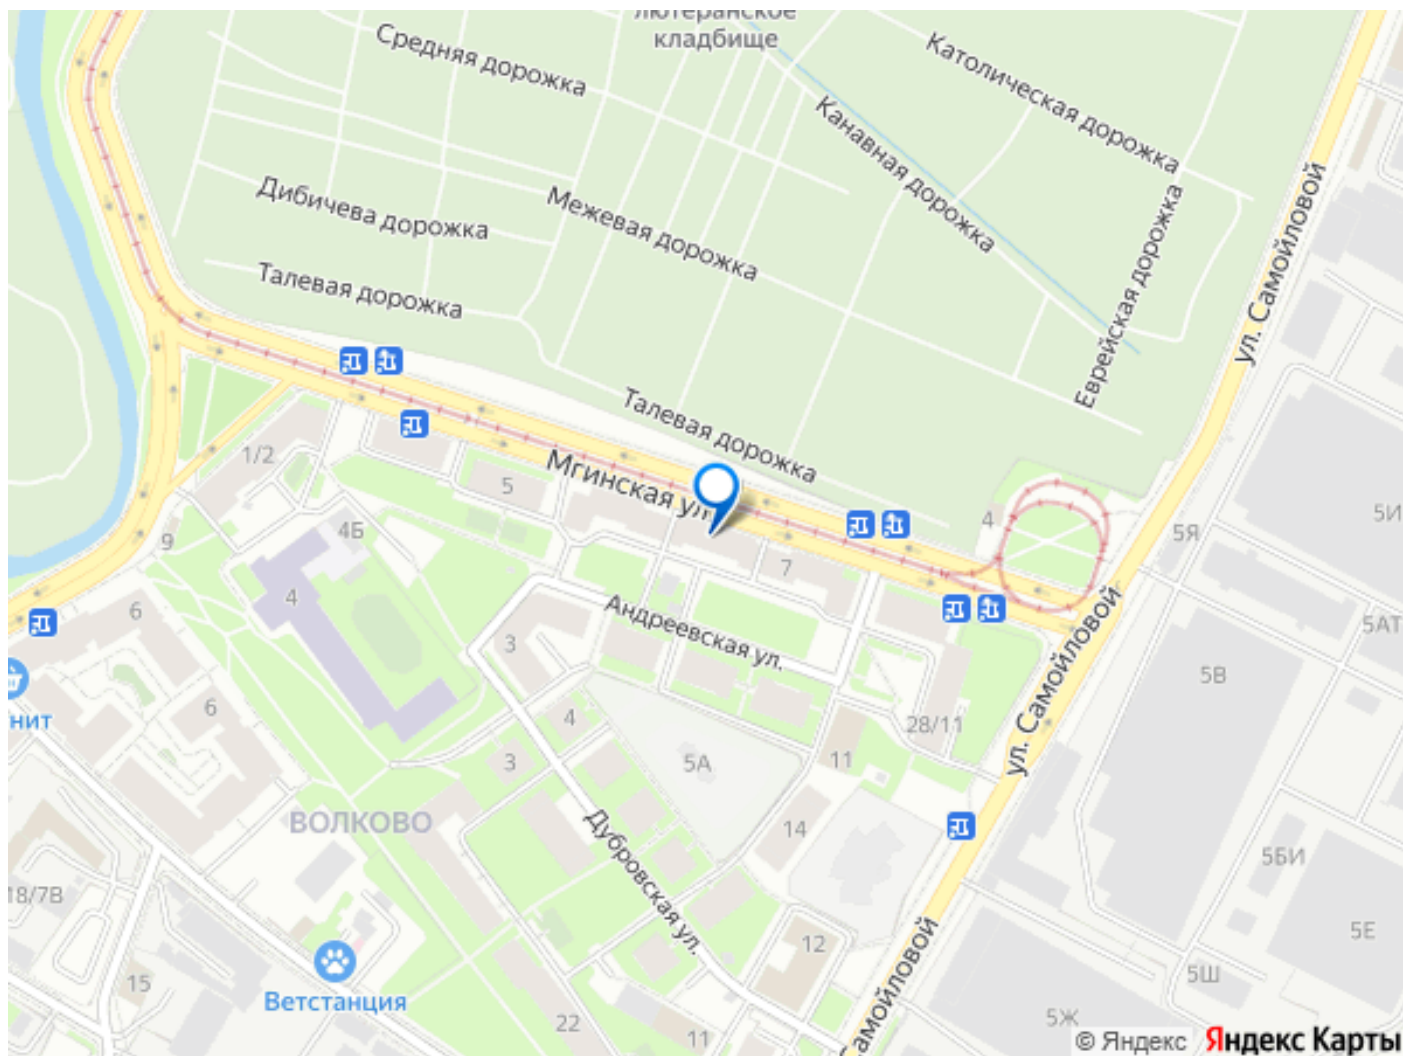 лютеранское
кладбище
Средняя дорожка
Католическая дорожка
Канавная дорожка
Дибичева дорожка
Межевая дорожка
Еврейская дорожка
ул. Самойловой
Талевая дорожка
Талевая дорожка
1/2
5
Мгинская ул.
4
5Я
5И
4Б
9
7
4
6
3
Андреевская ул.
5АТ
5В
6
4
28/11
ул. Самойловой
нит
3
5А
11
ВОЛКОВО
14
Дубровская ул.
5БИ
18/7В
5Е
12
15
5Ш
Ветстанция
22
11
Самойловой
5Ж
© Яндекс
Яндекс Карты